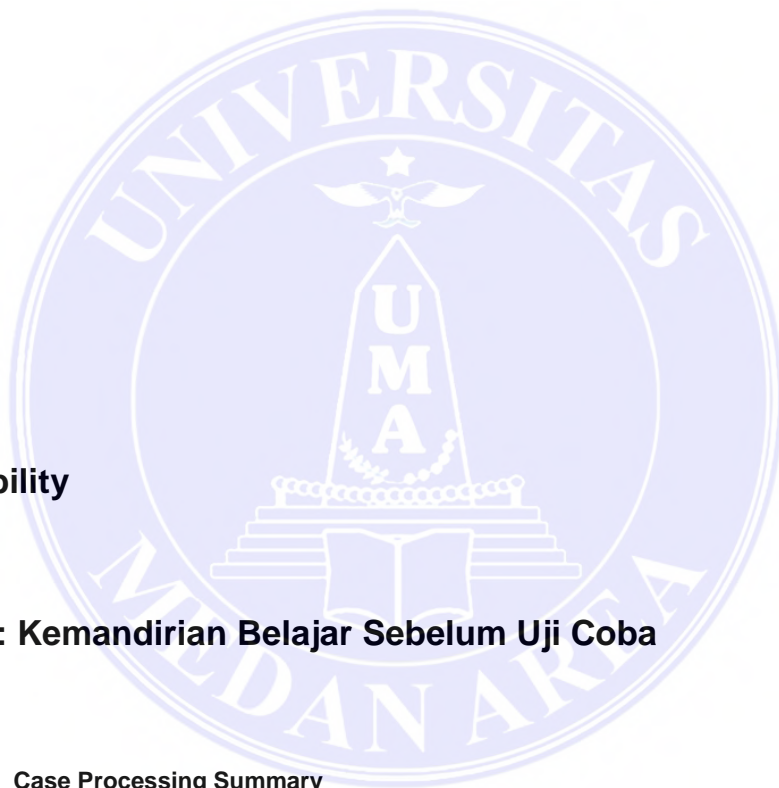 UNIVERSITAS
UMA
MEDAN AREA
bility
: Kemandirian Belajar Sebelum Uji Coba
Case Processing Summary